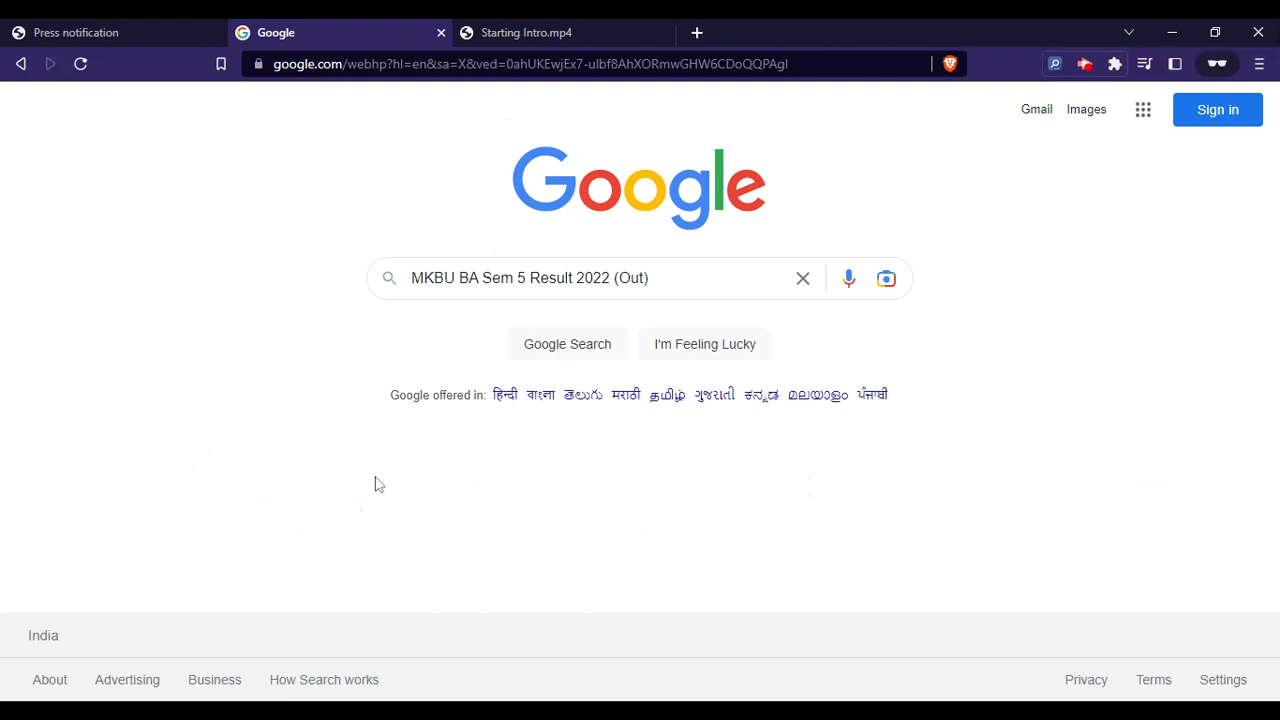 Press notification
Google
Starting Intro.mp4
google.com/webhp?hl=en&sa=X&ved=0ahUKEwjEx7-ulbf8AhXORmwGHW6CDoQQPAgI
Gmail Images
Sign in
Google
MKBU BA Sem 5 Result 2022 (Out)
Google Search
I'm Feeling Lucky
Google offered in: हिन्दी বাংলা తెలుగు मराठी தமிழ் ગુજરાતી ಕನ್ನಡ മലയാളം ਪੰਜਾਬੀ
India
About Advertising Business How Search works
Privacy Terms Settings